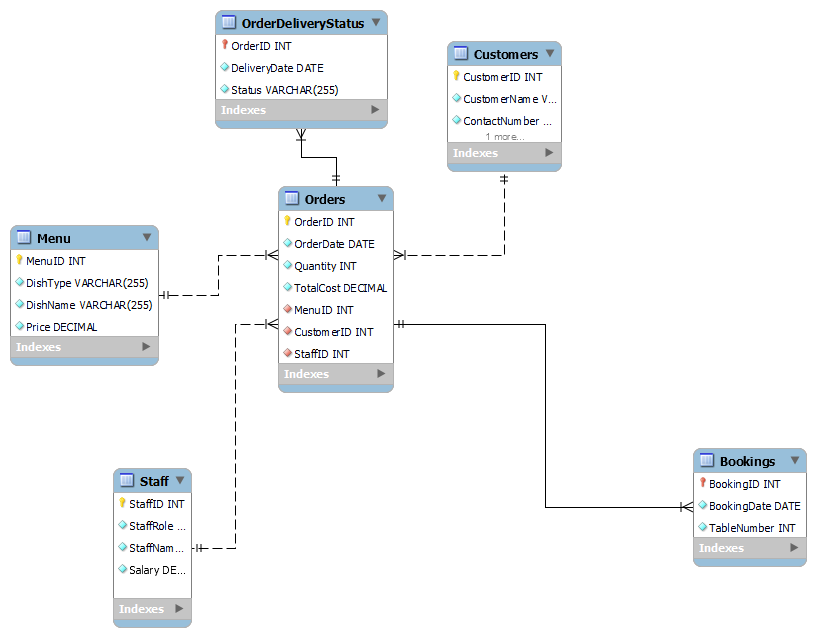 OrderDeliveryStatus
OrderID INT
DeliveryDate DATE
Status VARCHAR(255)
Indexes
Customers
CustomerID INT
CustomerName V...
ContactNumber ...
1 more...
Indexes
Orders
OrderID INT
OrderDate DATE
Quantity INT
TotalCost DECIMAL
MenuID INT
CustomerID INT
StaffID INT
Indexes
Menu
MenuID INT
DishType VARCHAR(255)
DishName VARCHAR(255)
Price DECIMAL
Indexes
Staff
StaffID INT
StaffRole ...
StaffNam...
Salary DE...
Indexes
Bookings
BookingID INT
BookingDate DATE
TableNumber INT
Indexes